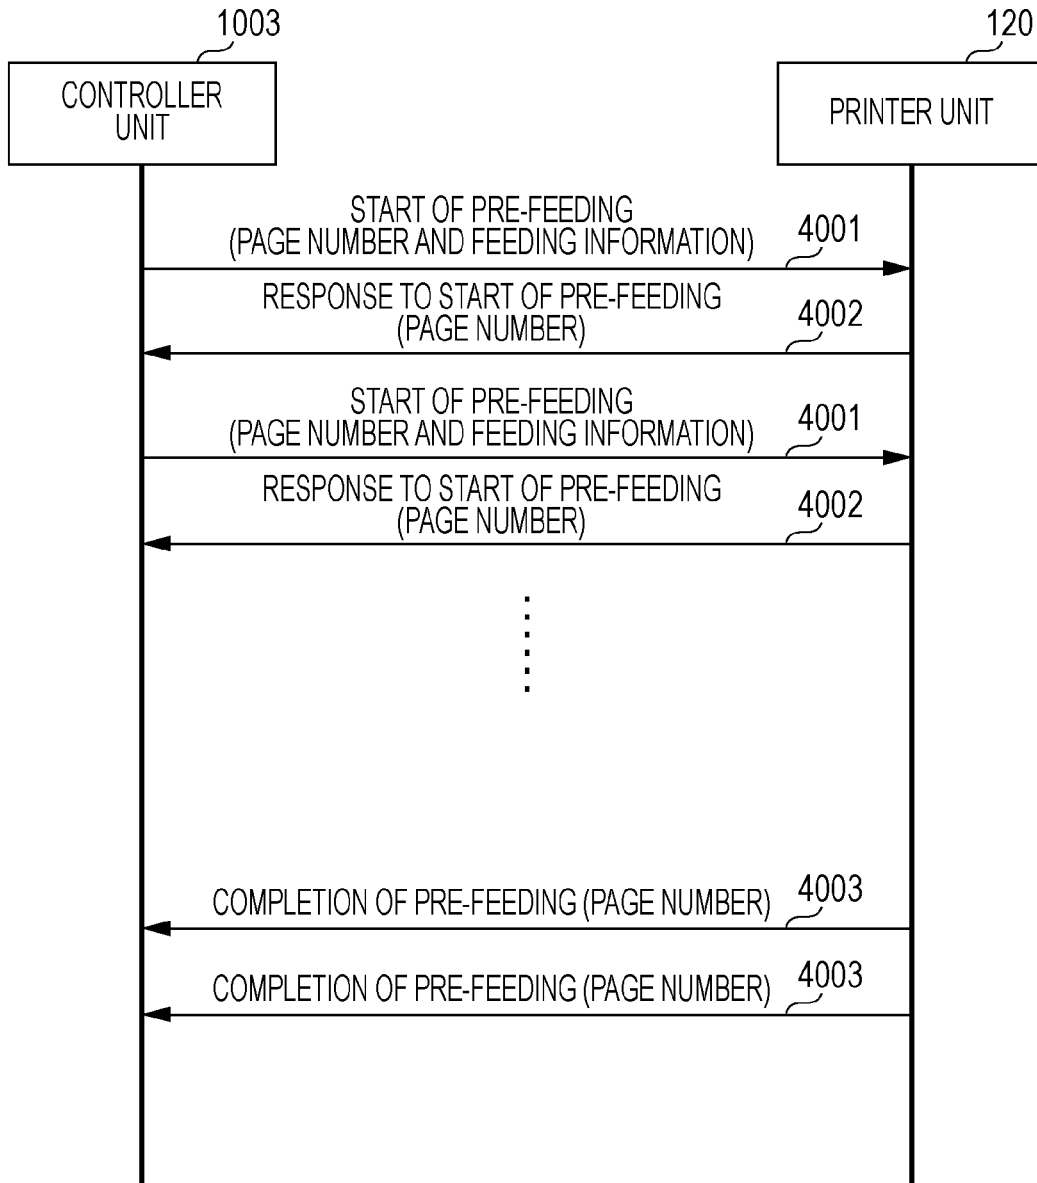 1003
120
CONTROLLER
UNIT
PRINTER UNIT
START OF PRE-FEEDING
(PAGE NUMBER AND FEEDING INFORMATION)
4001
RESPONSE TO START OF PRE-FEEDING
(PAGE NUMBER)
4002
START OF PRE-FEEDING
(PAGE NUMBER AND FEEDING INFORMATION)
4001
RESPONSE TO START OF PRE-FEEDING
(PAGE NUMBER)
4002
COMPLETION OF PRE-FEEDING (PAGE NUMBER)
4003
COMPLETION OF PRE-FEEDING (PAGE NUMBER)
4003